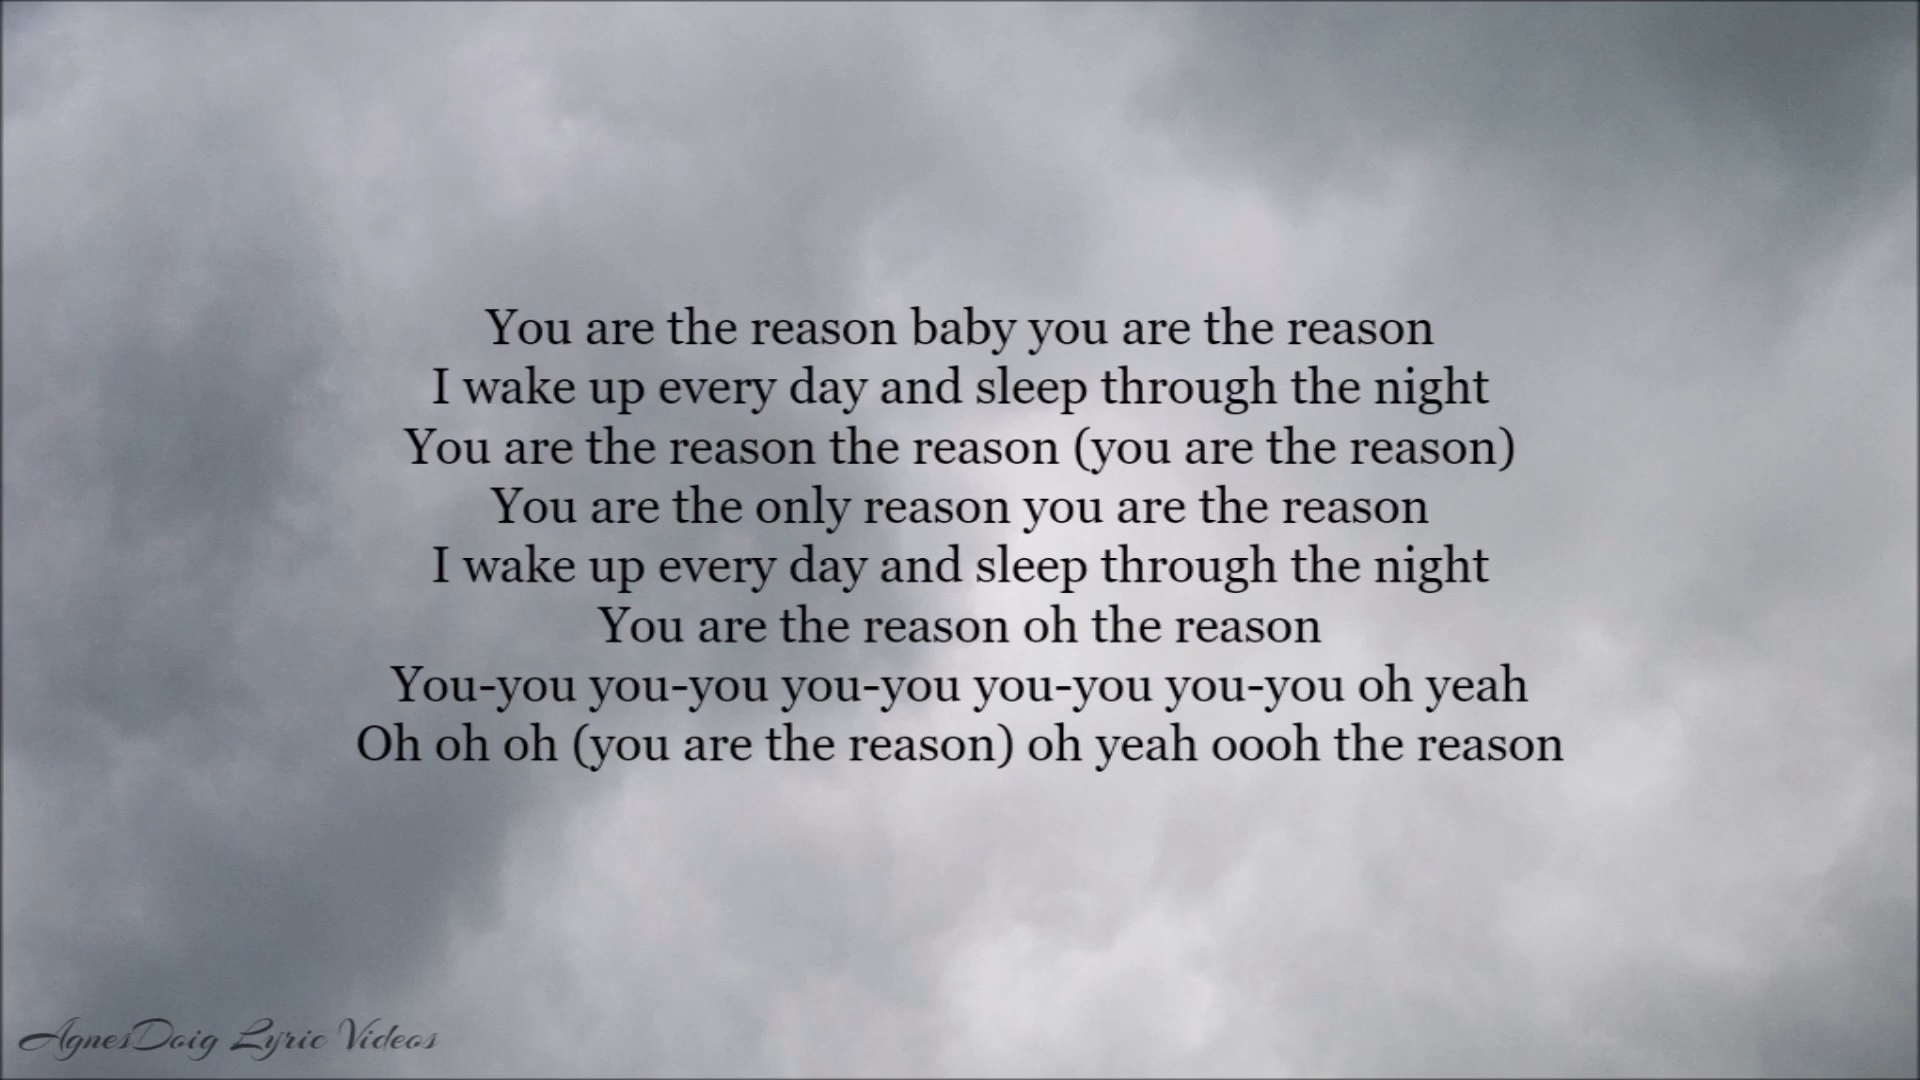 You are the reason baby you are the reason
I wake up every day and sleep through the night
You are the reason the reason (you are the reason)
You are the only reason you are the reason
I wake up every day and sleep through the night
You are the reason oh the reason
You-you you-you you-you you-you you-you oh yeah
Oh oh oh (you are the reason) oh yeah oooh the reason
AgnesDoig Lyric Videos